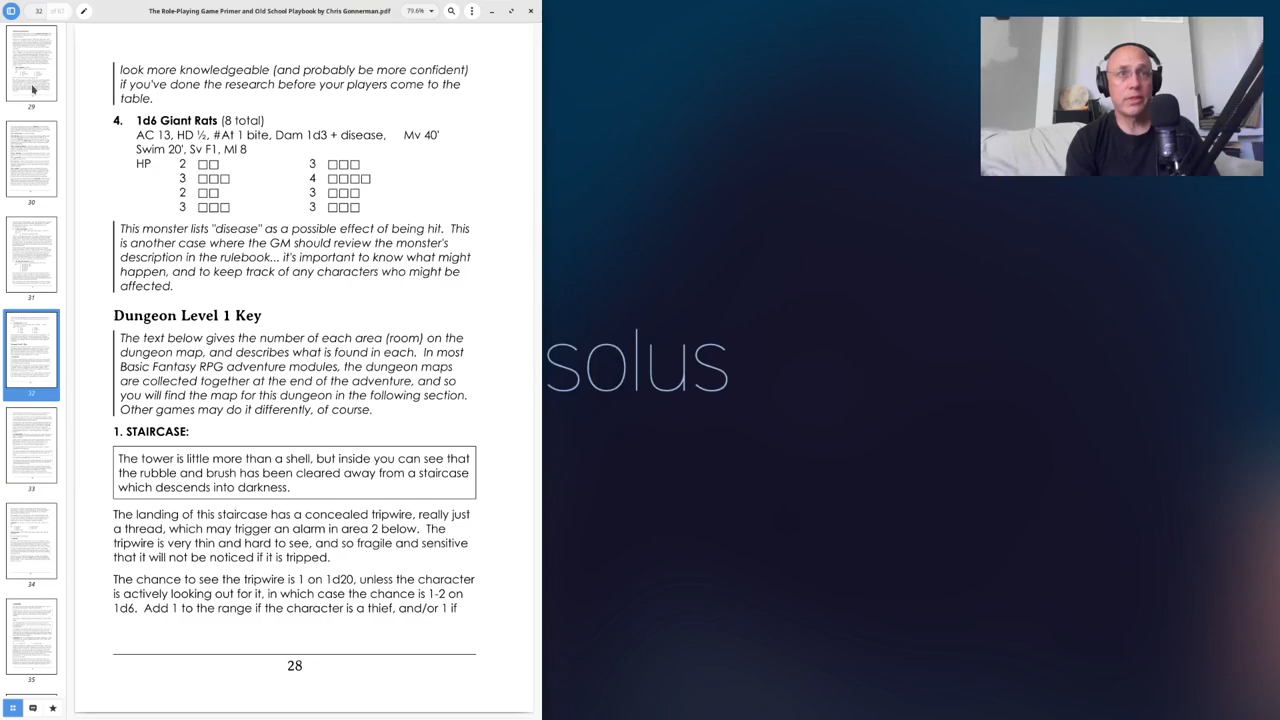 32 of 67
The Role-Playing Game Primer and Old School Playbook by Chris Gonnerman.pdf
79.6%
look more knowledgeable (and probably be more confident)
if you've done the research before your players come to the
table.
4. 1d6 Giant Rats (8 total)
AC 13, HD ½, #At 1 bite, Dam 1d3 + disease, Mv 40'
Swim 20', Sv F1, Ml 8
HP 2 □□ 3 □□□
2 □□ 4 □□□□
2 □□ 3 □□□
3 □□□ 3 □□□
This monster has "disease" as a possible effect of being hit. This
is another case where the GM should review the monster's
description in the rulebook... it's important to know what might
happen, and to keep track of any characters who might be
affected.
Dungeon Level 1 Key
The text below gives the number of each area (room) on the
dungeon map and describes what is found in each. In most
Basic Fantasy RPG adventure modules, the dungeon maps
are collected together at the end of the adventure, and so
you will find the map for this dungeon in the following section.
Other games may do it differently of course.
1. STAIRCASE:
The tower is little more than a shell, but inside you can see that
the rubble and brush has been cleared away from a staircase
which descends into darkness.
The landing of this staircase has a concealed tripwire, really just
a thread, which may trigger an alarm in area 2 below. The
tripwire is very thin and hard to see, and so fragile and sensitive
that it will not be noticed if it is tripped.
The chance to see the tripwire is 1 on 1d20, unless the character
is actively looking out for it, in which case the chance is 1-2 on
1d6. Add 1 to the range if the character is a thief, and/or 1 if
28
29
30
31
32
33
34
35
solus